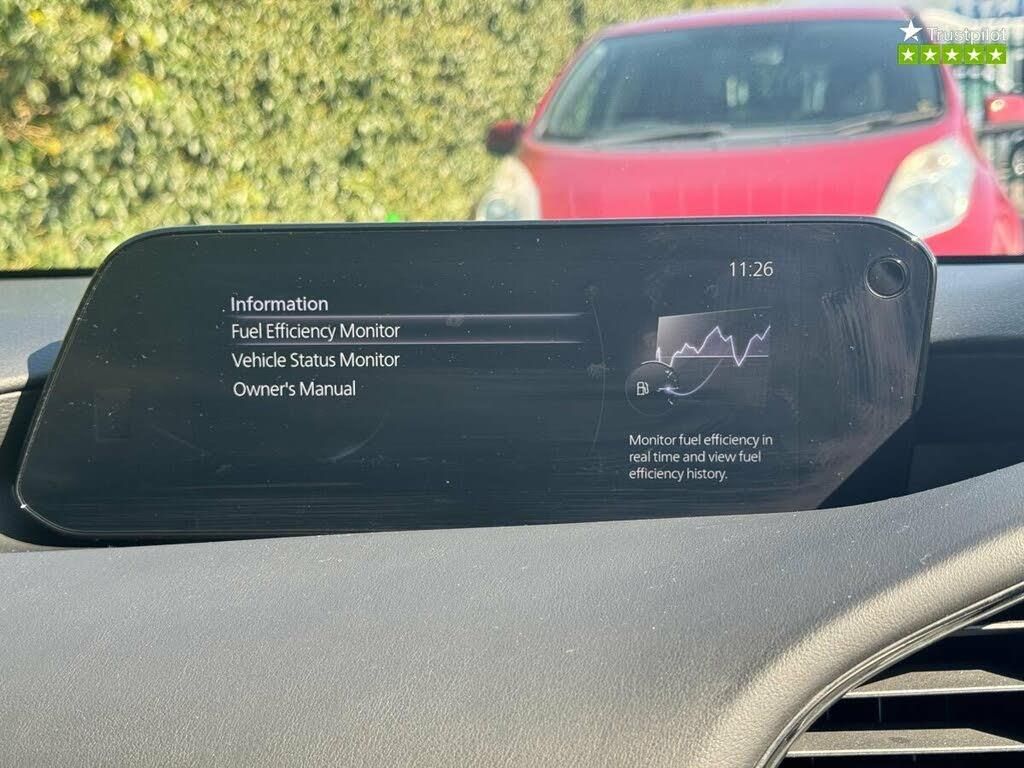 Trustpilot
11:26
Information
Fuel Efficiency Monitor
Vehicle Status Monitor
Owner's Manual
Monitor fuel efficiency in
real time and view fuel
efficiency history.